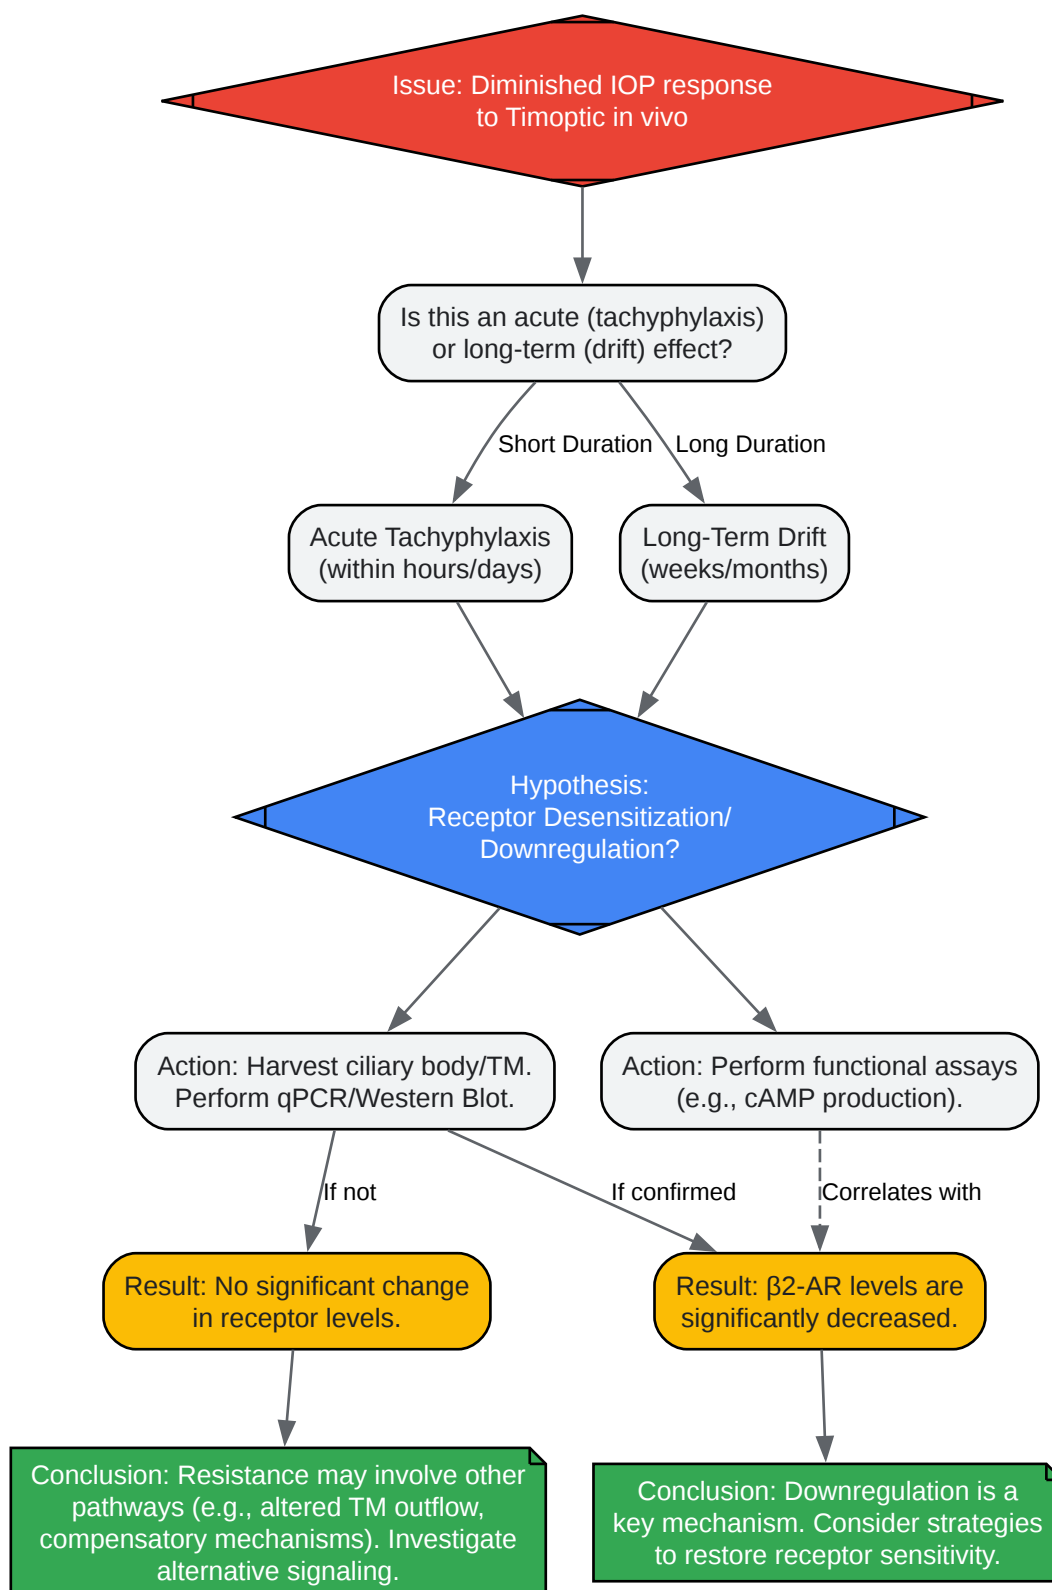 Issue: Diminished IOP response
to Timoptic in vivo
Is this an acute (tachyphylaxis)
or long-term (drift) effect?
Short Duration
Long Duration
Acute Tachyphylaxis
(within hours/days)
Long-Term Drift
(weeks/months)
Hypothesis:
Receptor Desensitization/
Downregulation?
Action: Harvest ciliary body/TM.
Perform qPCR/Western Blot.
Action: Perform functional assays
(e.g., cAMP production).
If not
If confirmed
Correlates with
Result: No significant change
in receptor levels.
Result: β2-AR levels are
significantly decreased.
Conclusion: Resistance may involve other
pathways (e.g., altered TM outflow,
compensatory mechanisms). Investigate
alternative signaling.
Conclusion: Downregulation is a
key mechanism. Consider strategies
to restore receptor sensitivity.